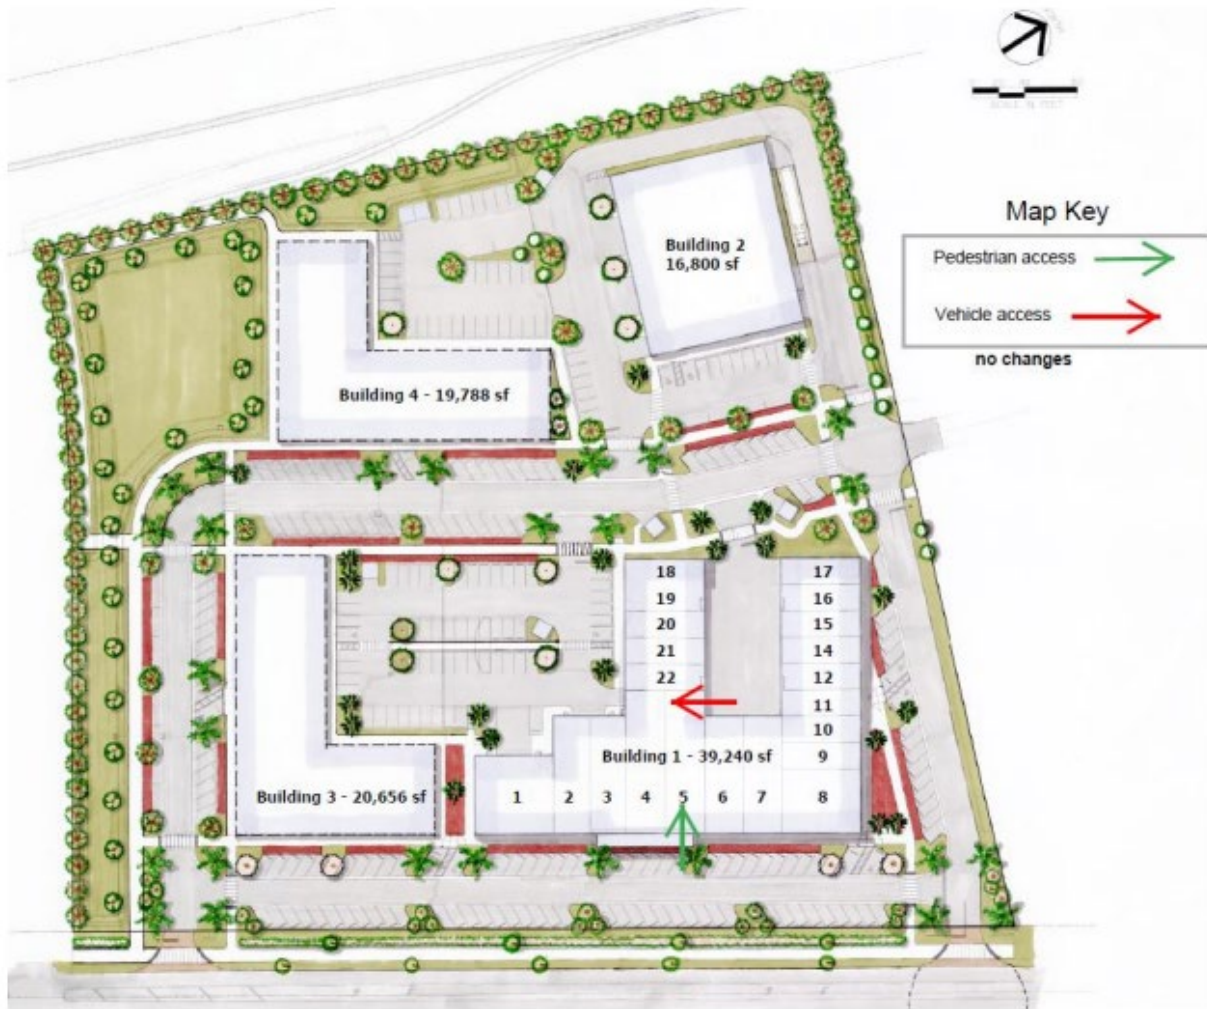 Map Key
Pedestrian access
Vehicle access
no changes
Building 2
16,800 sf
Building 4 - 19,788 sf
18
17
19
16
20
15
21
14
22
12
11
10
Building 1 - 39,240 sf
9
Building 3 - 20,656 sf
1
2
3
4
5
6
7
8